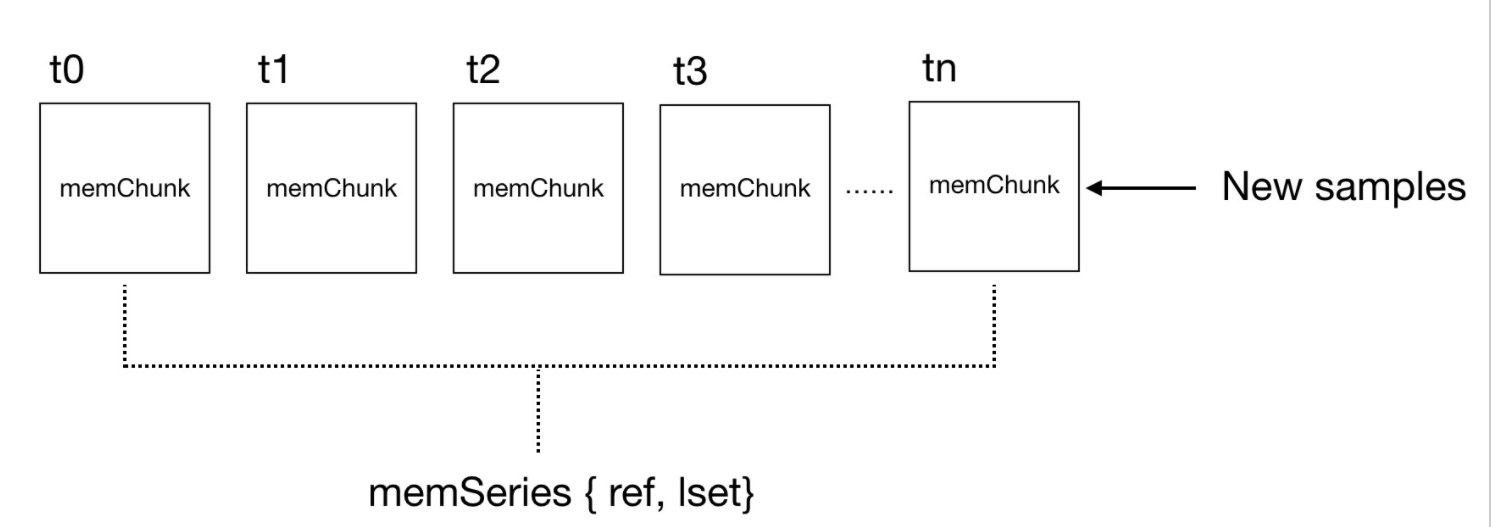 t0 t1 t2 t3 tn
memChunk memChunk memChunk memChunk ...... memChunk New samples
memSeries { ref, lset}